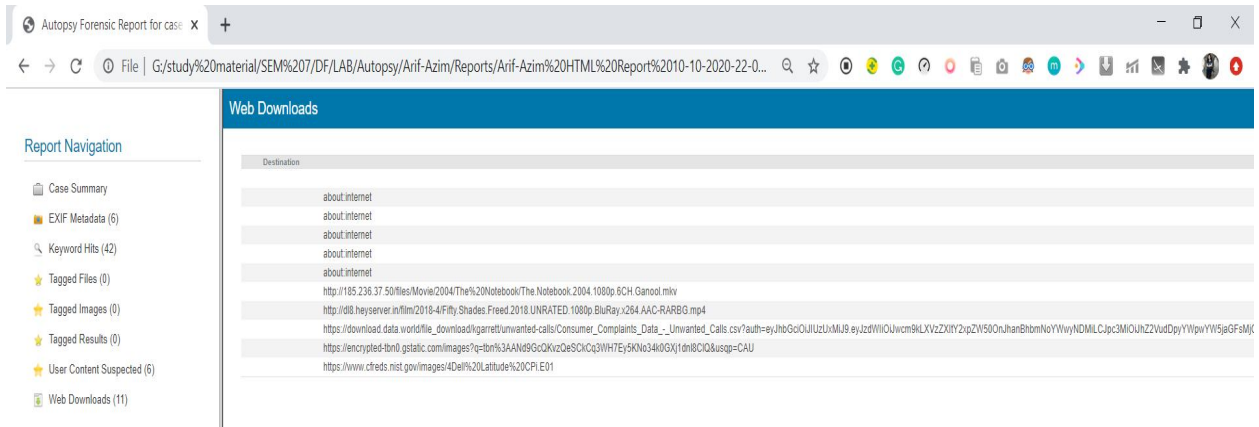 Autopsy Forensic Report for case
File | G:/study%20material/SEM%207/DF/LAB/Autopsy/Arif-Azim/Reports/Arif-Azim%20HTML%20Report%2010-10-2020-22-0...
Web Downloads
Report Navigation
Case Summary
EXIF Metadata (6)
Keyword Hits (42)
Tagged Files (0)
Tagged Images (0)
Tagged Results (0)
User Content Suspected (6)
Web Downloads (11)
Destination
about:internet
about:internet
about:internet
about:internet
about:internet
http://185.236.37.50/files/Movie/2004/The%20Notebook/The.Notebook.2004.1080p.6CH.Ganool.mkv
http://dl8.heyserver.in/film/2018-4/Fifty.Shades.Freed.2018.UNRATED.1080p.BluRay.x264.AAC-RARBG.mp4
https://encrypted-tbn0.gstatic.com/images?q=tbn%3AANd9GcQKvzQeSCkCq3WH7Ey5KNo34k0GXj1dnl8ClQ&usqp=CAU
https://www.cfreds.nist.gov/images/4Dell%20Latitude%20CPi.E01